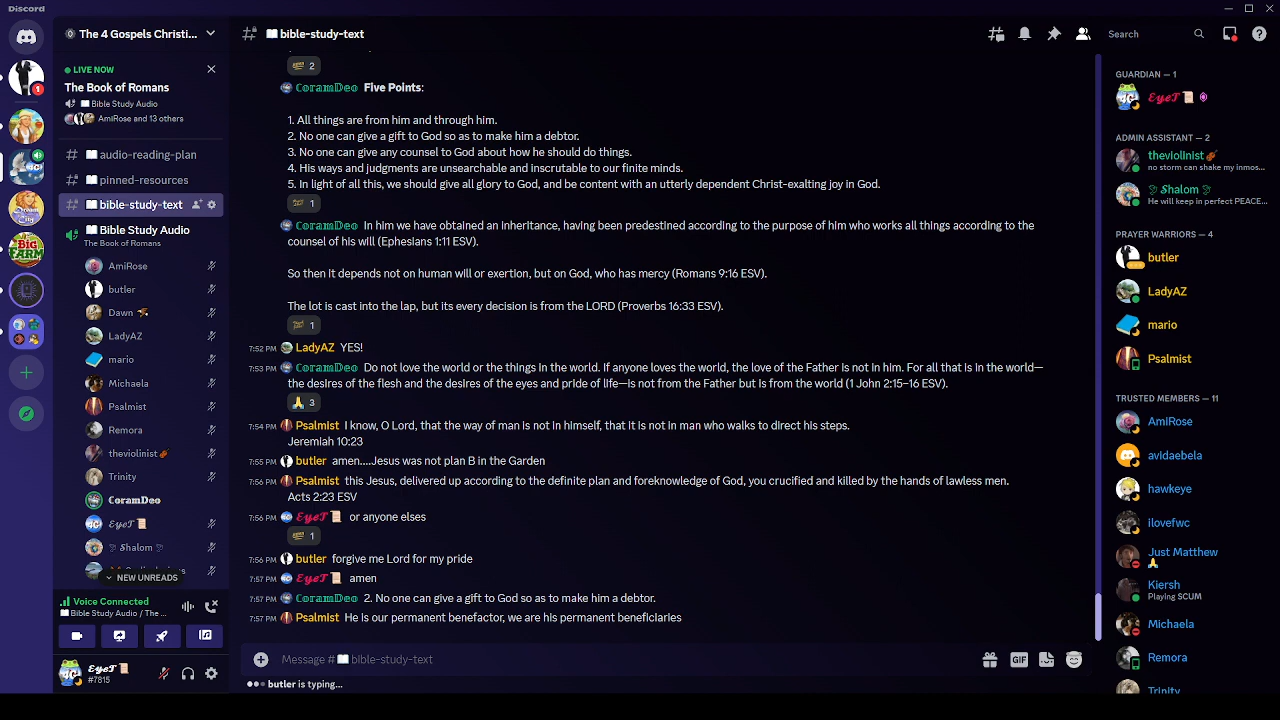 Discord
The 4 Gospels Christi...
LIVE NOW
The Book of Romans
Bible Study Audio
AmiRose and 13 others
audio-reading-plan
pinned-resources
bible-study-text
Bible Study Audio
The Book of Romans
AmiRose
butler
Dawn
LadyAZ
mario
Michaela
Psalmist
Remora
theviolinist
Trinity
CoramDeo
EyeT
Shalom
NEW UNREADS
Voice Connected
Bible Study Audio / The ...
EyeT
#7815
# bible-study-text
Search
2
CoramDeo Five Points:
1. All things are from him and through him.
2. No one can give a gift to God so as to make him a debtor.
3. No one can give any counsel to God about how he should do things.
4. His ways and judgments are unsearchable and inscrutable to our finite minds.
5. In light of all this, we should give all glory to God, and be content with an utterly dependent Christ-exalting joy in God.
1
CoramDeo In him we have obtained an inheritance, having been predestined according to the purpose of him who works all things according to the
counsel of his will (Ephesians 1:11 ESV).
So then it depends not on human will or exertion, but on God, who has mercy (Romans 9:16 ESV).
The lot is cast into the lap, but its every decision is from the LORD (Proverbs 16:33 ESV).
1
7:52 PM LadyAZ YES!
7:53 PM CoramDeo Do not love the world or the things in the world. If anyone loves the world, the love of the Father is not in him. For all that is in the world—
the desires of the flesh and the desires of the eyes and pride of life—is not from the Father but is from the world (1 John 2:15–16 ESV).
🙏 3
7:54 PM Psalmist I know, O Lord, that the way of man is not in himself, that it is not in man who walks to direct his steps.
Jeremiah 10:23
7:55 PM butler amen....Jesus was not plan B in the Garden
7:56 PM Psalmist this Jesus, delivered up according to the definite plan and foreknowledge of God, you crucified and killed by the hands of lawless men.
Acts 2:23 ESV
7:56 PM EyeT or anyone elses
1
7:56 PM butler forgive me Lord for my pride
7:57 PM EyeT amen
7:57 PM CoramDeo 2. No one can give a gift to God so as to make him a debtor.
7:57 PM Psalmist He is our permanent benefactor, we are his permanent beneficiaries
Message # bible-study-text
GIF
butler is typing...
GUARDIAN — 1
EyeT
ADMIN ASSISTANT — 2
theviolinist
no storm can shake my inmos...
Shalom
He will keep in perfect PEACE...
PRAYER WARRIORS — 4
butler
LadyAZ
mario
Psalmist
TRUSTED MEMBERS — 11
AmiRose
avidaebela
hawkeye
ilovefwc
Just Matthew
🙏
Kiersh
Playing SCUM
Michaela
Remora
Trinity